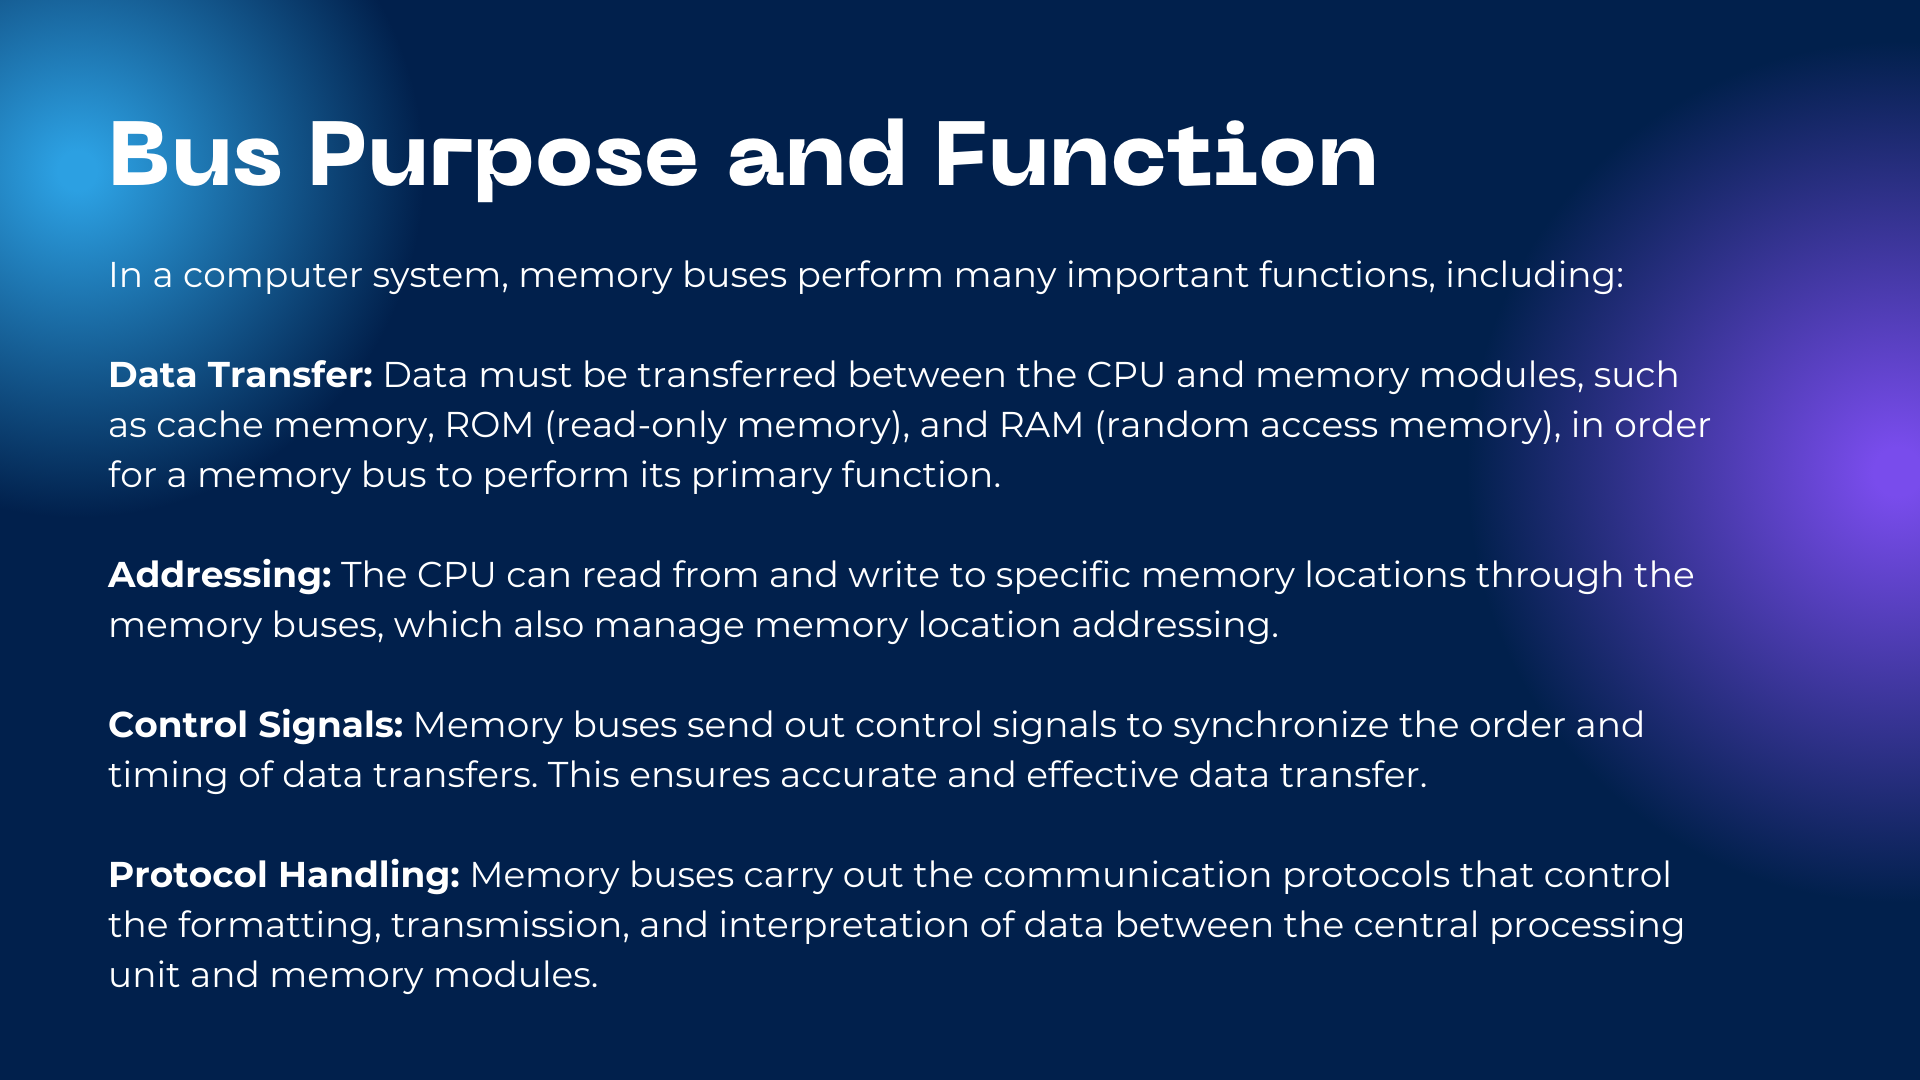 Bus Purpose and Function
In a computer system, memory buses perform many important functions, including:
Data Transfer: Data must be transferred between the CPU and memory modules, such
as cache memory, ROM (read-only memory), and RAM (random access memory), in order
for a memory bus to perform its primary function.
Addressing: The CPU can read from and write to specific memory locations through the
memory buses, which also manage memory location addressing.
Control Signals: Memory buses send out control signals to synchronize the order and
timing of data transfers. This ensures accurate and effective data transfer.
Protocol Handling: Memory buses carry out the communication protocols that control
the formatting, transmission, and interpretation of data between the central processing
unit and memory modules.